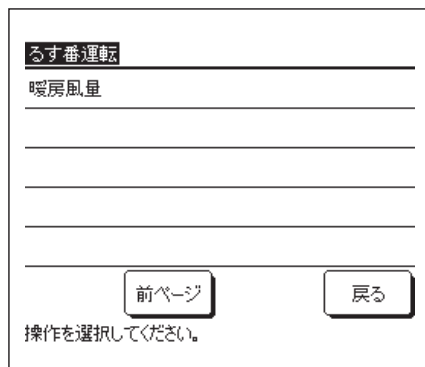 るす番運転
暖房風量
前ページ
戻る
操作を選択してください。